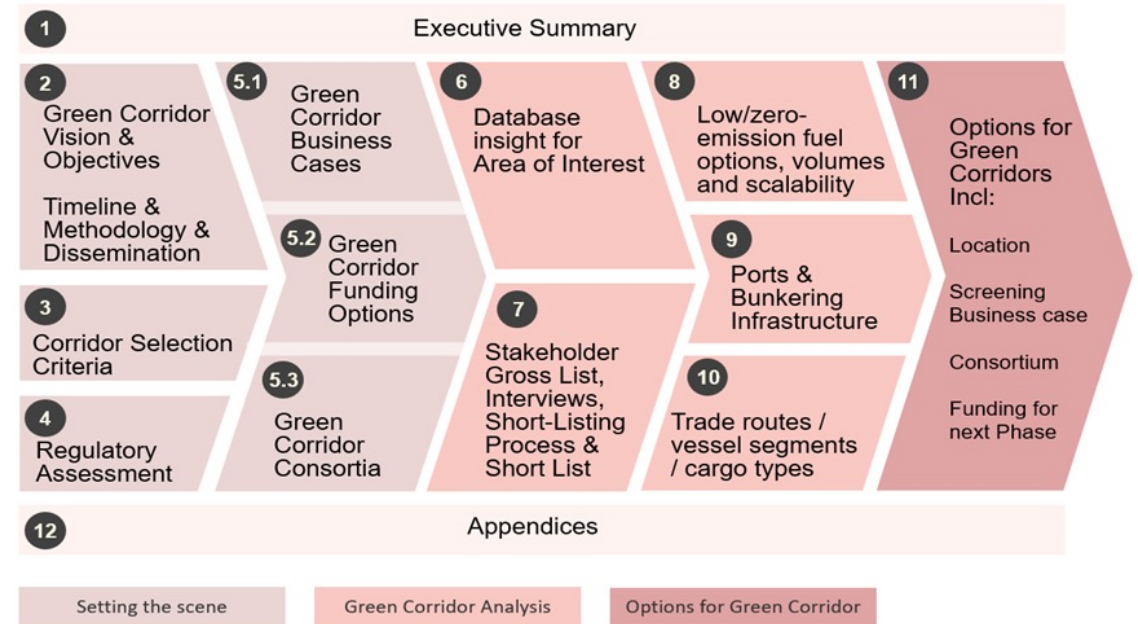 1
Executive Summary
2
Green Corridor
Vision &
Objectives
Timeline &
Methodology &
Dissemination
3
Corridor Selection
Criteria
4
Regulatory
Assessment
5.1
Green
Corridor
Business
Cases
5.2
Green
Corridor
Funding
Options
5.3
Green
Corridor
Consortia
6
Database
insight for
Area of Interest
7
Stakeholder
Gross List,
Interviews,
Short-Listing
Process &
Short List
8
Low/zero-
emission fuel
options, volumes
and scalability
9
Ports &
Bunkering
Infrastructure
10
Trade routes /
vessel segments
/ cargo types
11
Options for
Green
Corridors
Incl:
Location
Screening
Business case
Consortium
Funding for
next Phase
12
Appendices
Setting the scene
Green Corridor Analysis
Options for Green Corridor